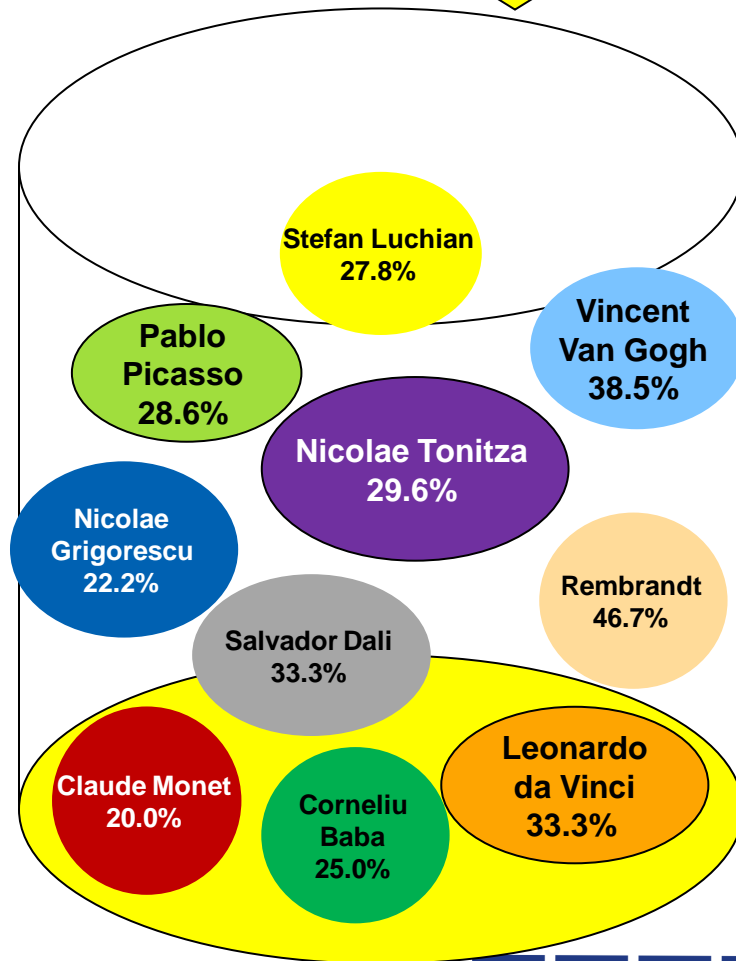 Stefan Luchian
27.8%
Pablo
Picasso
28.6%
Vincent
Van Gogh
38.5%
Nicolae Tonitza
29.6%
Nicolae
Grigorescu
22.2%
Rembrandt
46.7%
Salvador Dali
33.3%
Claude Monet
20.0%
Corneliu
Baba
25.0%
Leonardo
da Vinci
33.3%